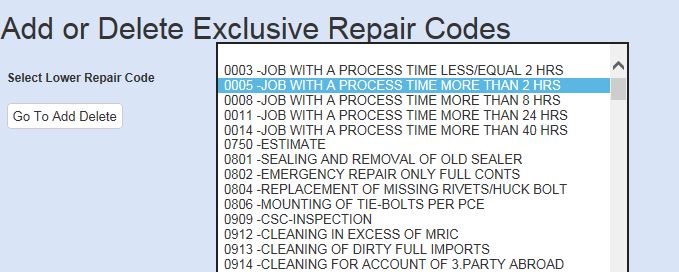 Add or Delete Exclusive Repair Codes
Select Lower Repair Code
Go To Add Delete
0003 -JOB WITH A PROCESS TIME LESS/EQUAL 2 HRS
0005 -JOB WITH A PROCESS TIME MORE THAN 2 HRS
0008 -JOB WITH A PROCESS TIME MORE THAN 8 HRS
0011 -JOB WITH A PROCESS TIME MORE THAN 24 HRS
0014 -JOB WITH A PROCESS TIME MORE THAN 40 HRS
0750 -ESTIMATE
0801 -SEALING AND REMOVAL OF OLD SEALER
0802 -EMERGENCY REPAIR ONLY FULL CONTS
0804 -REPLACEMENT OF MISSING RIVETS/HUCK BOLT
0806 -MOUNTING OF TIE-BOLTS PER PCE
0909 -CSC-INSPECTION
0912 -CLEANING IN EXCESS OF MRIC
0913 -CLEANING OF DIRTY FULL IMPORTS
0914 -CLEANING FOR ACCOUNT OF 3.PARTY ABROAD